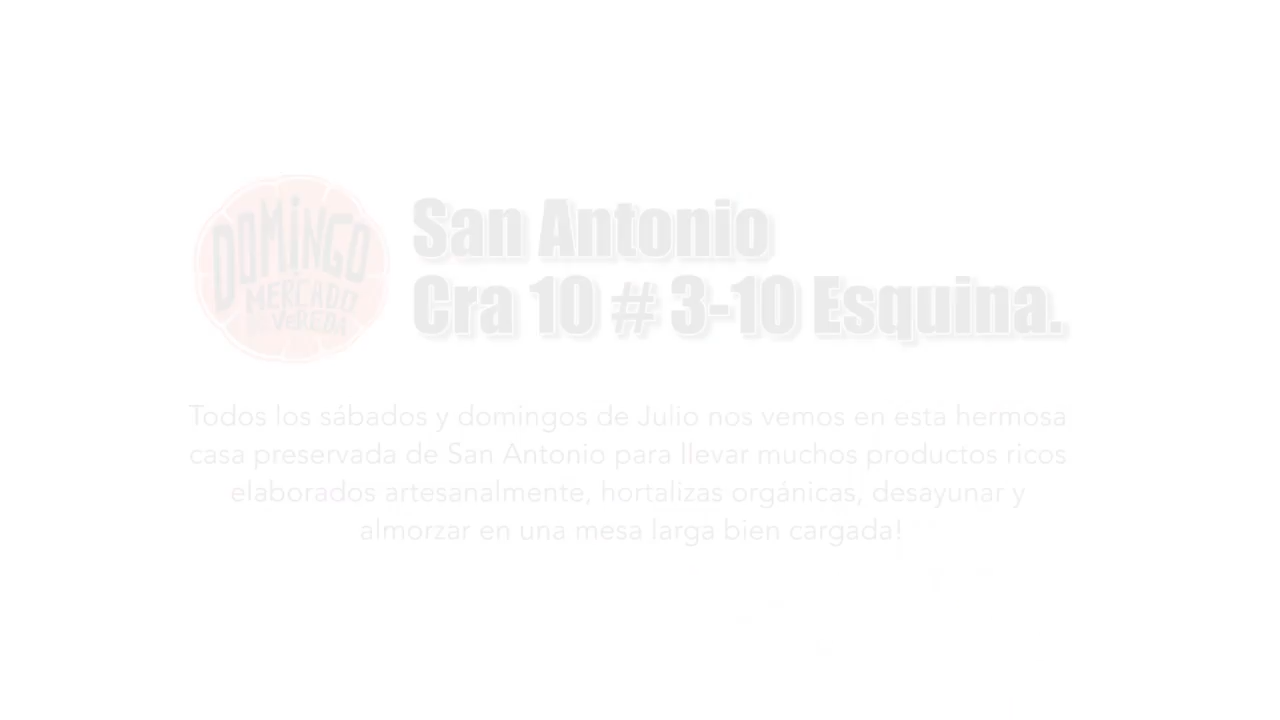 DOMiNGO
MERCADO
DE VEREDA
San Antonio
Cra 10 # 3-10 Esquina.
Todos los sábados y domingos de Julio nos vemos en esta hermosa
casa preservada de San Antonio para llevar muchos productos ricos
elaborados artesanalmente, hortalizas orgánicas, desayunar y
almorzar en una mesa larga bien cargada!